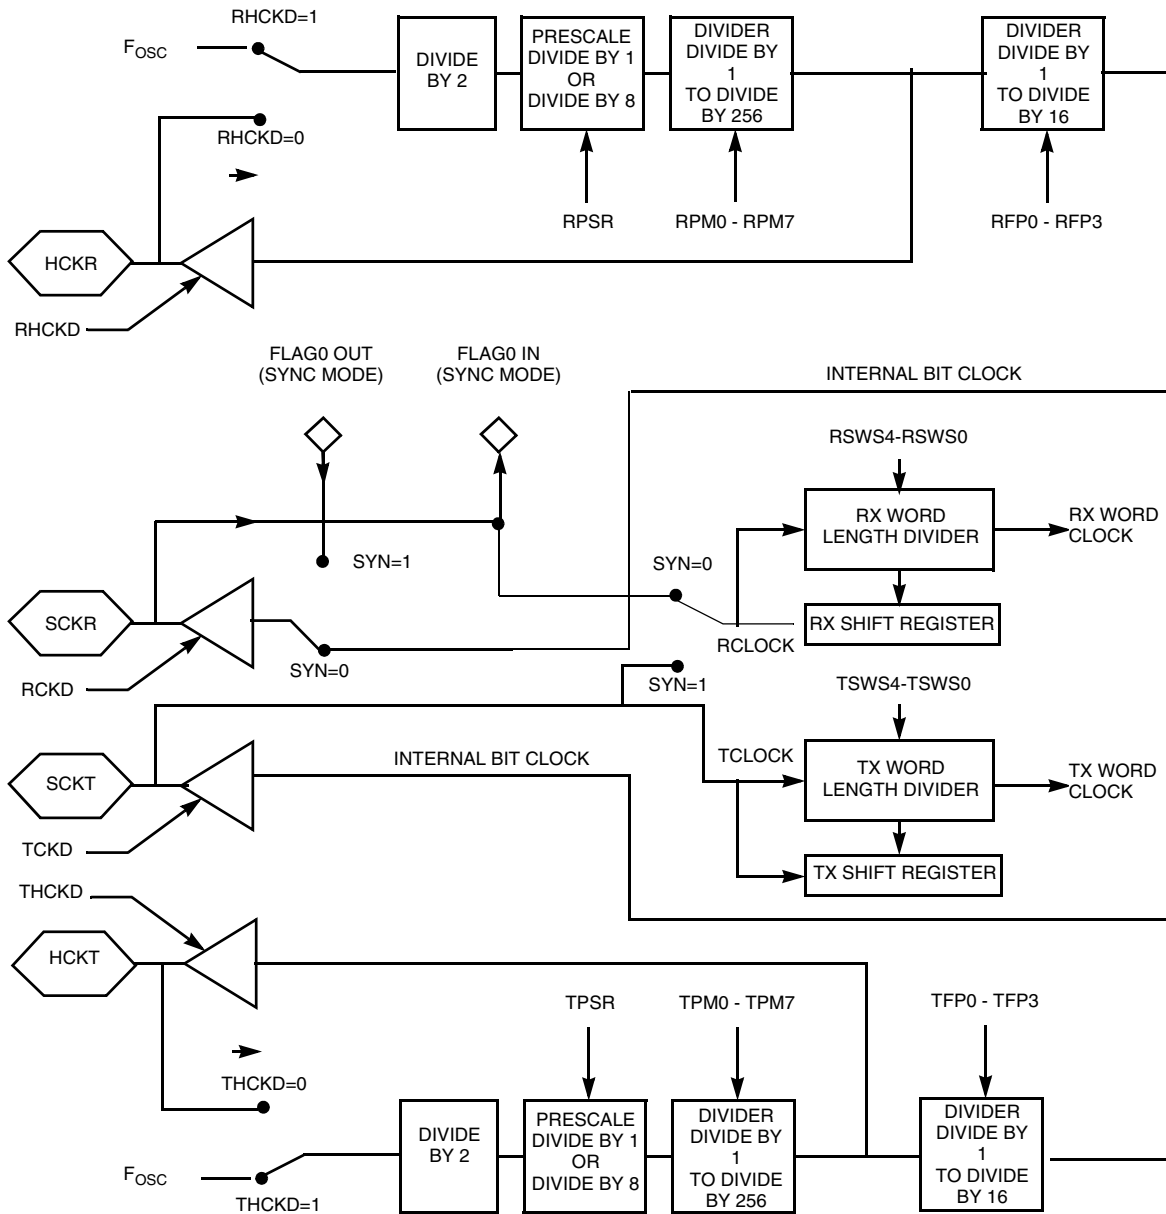 RHCKD=1
FOSC
DIVIDE
BY 2
PRESCALE
DIVIDE BY 1
OR
DIVIDE BY 8
DIVIDER
DIVIDE BY
1
TO DIVIDE
BY 256
DIVIDER
DIVIDE BY
1
TO DIVIDE
BY 16
RHCKD=0
RPSR
RPM0 - RPM7
RFP0 - RFP3
HCKR
RHCKD
FLAG0 OUT
(SYNC MODE)
FLAG0 IN
(SYNC MODE)
INTERNAL BIT CLOCK
RSWS4-RSWS0
RX WORD
LENGTH DIVIDER
RX WORD
CLOCK
SYN=1
SYN=0
SCKR
RX SHIFT REGISTER
RCLOCK
SYN=0
RCKD
SYN=1
TSWS4-TSWS0
INTERNAL BIT CLOCK
TCLOCK
SCKT
TX WORD
LENGTH DIVIDER
TX WORD
CLOCK
TCKD
TX SHIFT REGISTER
THCKD
HCKT
TPSR
TPM0 - TPM7
TFP0 - TFP3
THCKD=0
DIVIDE
BY 2
PRESCALE
DIVIDE BY 1
OR
DIVIDE BY 8
DIVIDER
DIVIDE BY
1
TO DIVIDE
BY 256
DIVIDER
DIVIDE BY
1
TO DIVIDE
BY 16
FOSC
THCKD=1